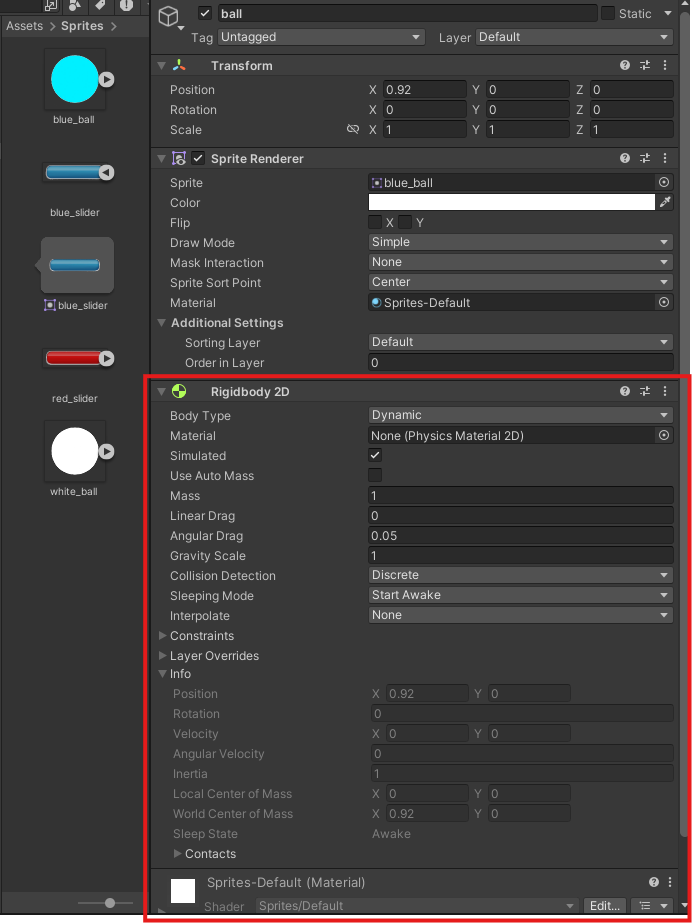 Assets > Sprites >
blue_ball
blue_slider
blue_slider
red_slider
white_ball
ball
Static
Tag Untagged Layer Default
Transform
Position X 0.92 Y 0 Z 0
Rotation X 0 Y 0 Z 0
Scale X 1 Y 1 Z 1
Sprite Renderer
Sprite blue_ball
Color
Flip X Y
Draw Mode Simple
Mask Interaction None
Sprite Sort Point Center
Material Sprites-Default
Additional Settings
Sorting Layer Default
Order in Layer 0
Rigidbody 2D
Body Type Dynamic
Material None (Physics Material 2D)
Simulated
Use Auto Mass
Mass 1
Linear Drag 0
Angular Drag 0.05
Gravity Scale 1
Collision Detection Discrete
Sleeping Mode Start Awake
Interpolate None
Constraints
Layer Overrides
Info
Position X 0.92 Y 0
Rotation 0
Velocity X 0 Y 0
Angular Velocity 0
Inertia 1
Local Center of Mass X 0 Y 0
World Center of Mass X 0.92 Y 0
Sleep State Awake
Contacts
Sprites-Default (Material)
Shader Sprites/Default Edit...